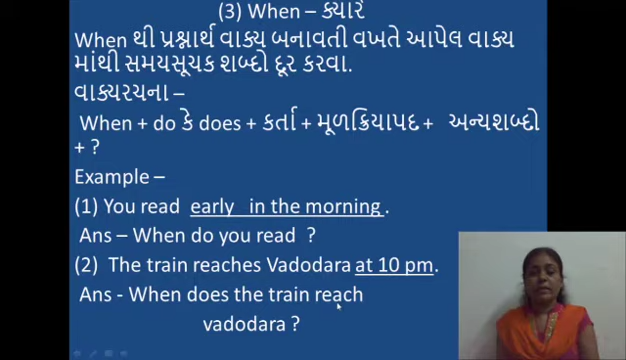 (3) When – ક્યારે
When થી પ્રશ્નાર્થ વાક્ય બનાવતી વખતે આપેલ વાક્ય
માંથી સમયસૂચક શબ્દો દૂર કરવા.
વાક્યરચના –
When + do કે does + કર્તા + મૂળક્રિયાપદ + અન્યશબ્દો
+ ?
Example –
(1) You read early in the morning .
Ans – When do you read ?
(2) The train reaches Vadodara at 10 pm.
Ans - When does the train reach
vadodara ?